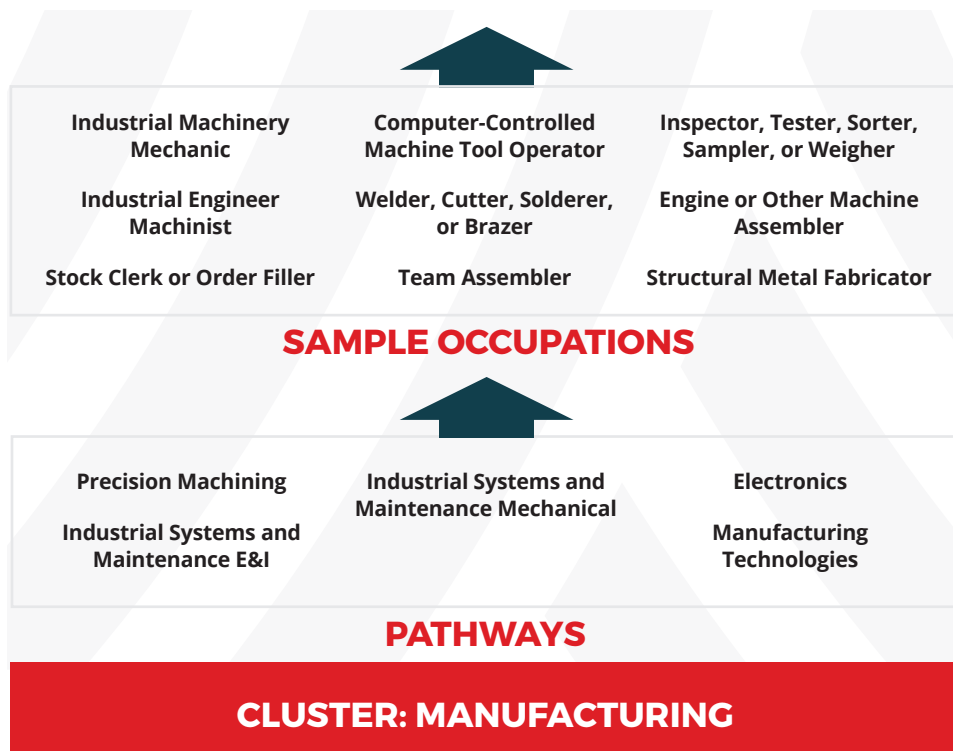 Industrial Machinery
Mechanic
Computer-Controlled
Machine Tool Operator
Inspector, Tester, Sorter,
Sampler, or Weigher
Industrial Engineer
Machinist
Welder, Cutter, Solderer,
or Brazer
Engine or Other Machine
Assembler
Stock Clerk or Order Filler
Team Assembler
Structural Metal Fabricator
SAMPLE OCCUPATIONS
Precision Machining
Industrial Systems and
Maintenance Mechanical
Electronics
Industrial Systems and
Maintenance E&I
Manufacturing
Technologies
PATHWAYS
CLUSTER: MANUFACTURING